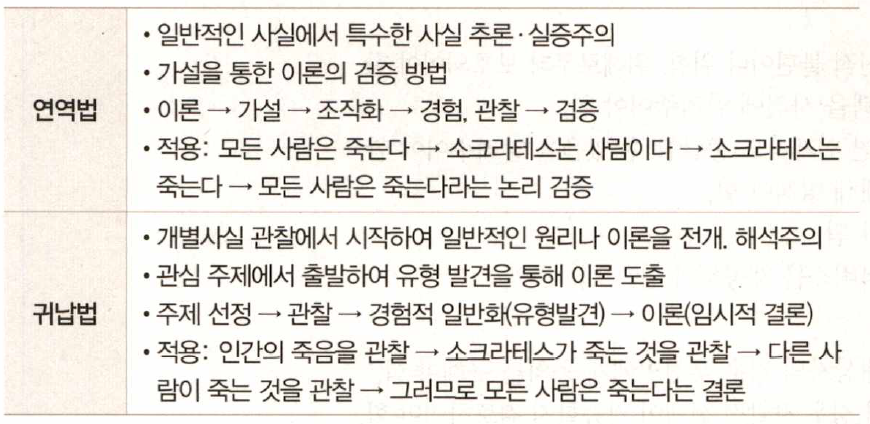 • 일반적인 사실에서 특수한 사실 추론·실증주의
• 가설을 통한 이론의 검증 방법
연역법
• 이론 → 가설 → 조작화 → 경험, 관찰 → 검증
• 적용: 모든 사람은 죽는다 → 소크라테스는 사람이다 → 소크라테스는
죽는다 → 모든 사람은 죽는다라는 논리 검증
• 개별사실 관찰에서 시작하여 일반적인 원리나 이론을 전개. 해석주의
• 관심 주제에서 출발하여 유형 발견을 통해 이론 도출
귀납법
• 주제 선정 → 관찰 → 경험적 일반화(유형발견) → 이론(임시적 결론)
• 적용: 인간의 죽음을 관찰 → 소크라테스가 죽는 것을 관찰 → 다른 사
람이 죽는 것을 관찰 → 그러므로 모든 사람은 죽는다는 결론